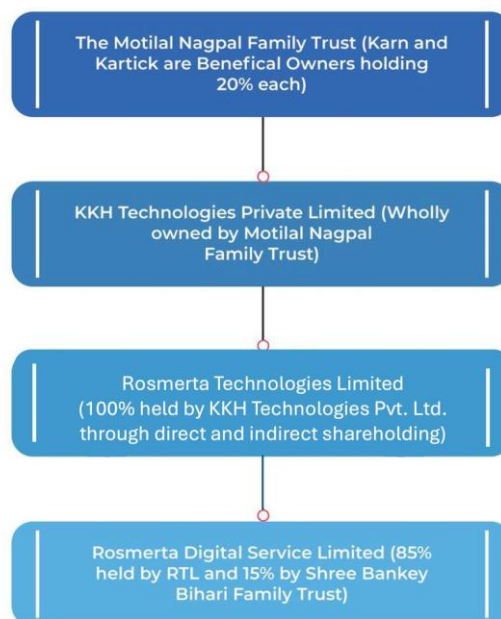 The Motilal Nagpal Family Trust (Karn and
Kartick are Benefical Owners holding
20% each)
KKH Technologies Private Limited (Wholly
owned by Motilal Nagpal
Family Trust)
Rosmerta Technologies Limited
(100% held by KKH Technologies Pvt. Ltd.
through direct and indirect shareholding)
Rosmerta Digital Service Limited (85%
held by RTL and 15% by Shree Bankey
Bihari Family Trust)